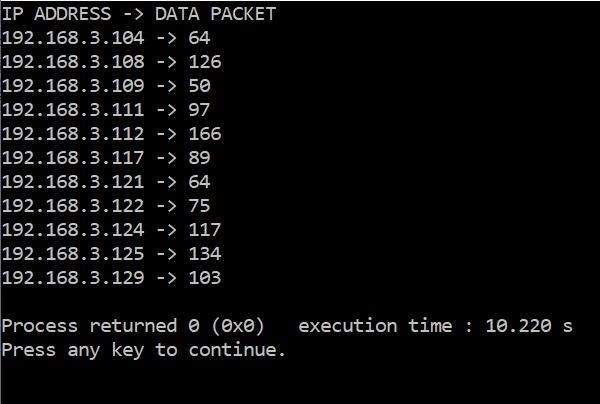 IP ADDRESS -> DATA PACKET
192.168.3.104 -> 64
192.168.3.108 -> 126
192.168.3.109 -> 50
192.168.3.111 -> 97
192.168.3.112 -> 166
192.168.3.117 -> 89
192.168.3.121 -> 64
192.168.3.122 -> 75
192.168.3.124 -> 117
192.168.3.125 -> 134
192.168.3.129 -> 103
Process returned 0 (0x0)   execution time : 10.220 s
Press any key to continue.